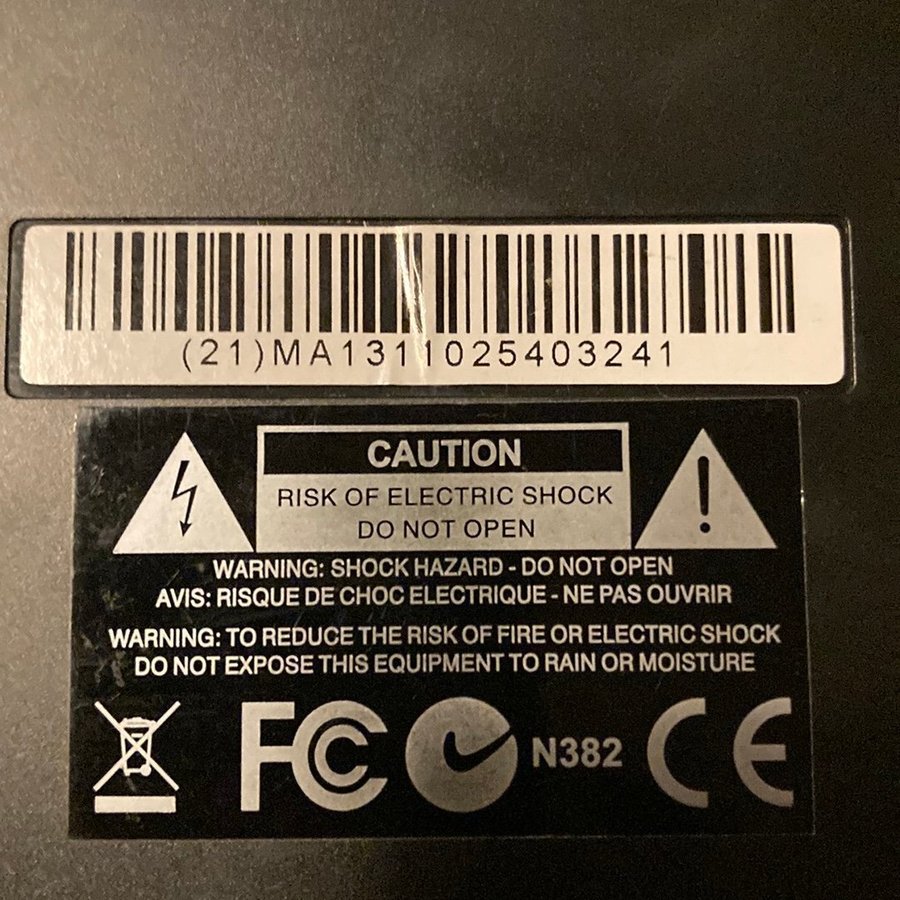 (21)MA1311025403241
CAUTION
RISK OF ELECTRIC SHOCK
DO NOT OPEN
WARNING: SHOCK HAZARD - DO NOT OPEN
AVIS: RISQUE DE CHOC ELECTRIQUE - NE PAS OUVRIR
WARNING: TO REDUCE THE RISK OF FIRE OR ELECTRIC SHOCK
DO NOT EXPOSE THIS EQUIPMENT TO RAIN OR MOISTURE
FC N382 CE